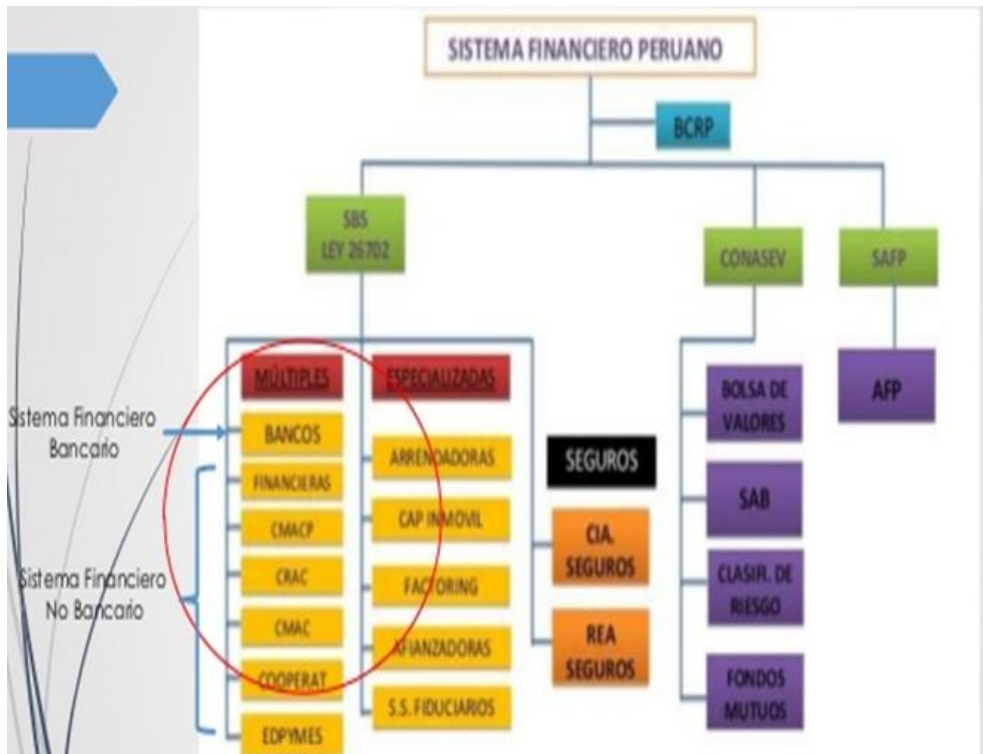 SISTEMA FINANCIERO PERUANO
BCRP
SBS
LEY 26702
CONASEV
SAFP
MÚLTIPLES
BANCOS
FINANCIERAS
CMACP
CRAC
CMAC
COOPERAT
EDPYMES
ESPECIALIZADAS
ARRENDADORAS
CAP INMOVIL
FACTORING
AFIANZADORAS
S.S. FIDUCIARIOS
SEGUROS
CIA.
SEGUROS
REA
SEGUROS
BOLSA DE
VALORES
SAB
CLASIF. DE
RIESGO
FONDOS
MUTUOS
AFP
Sistema Financiero
Bancario
Sistema Financiero
No Bancario